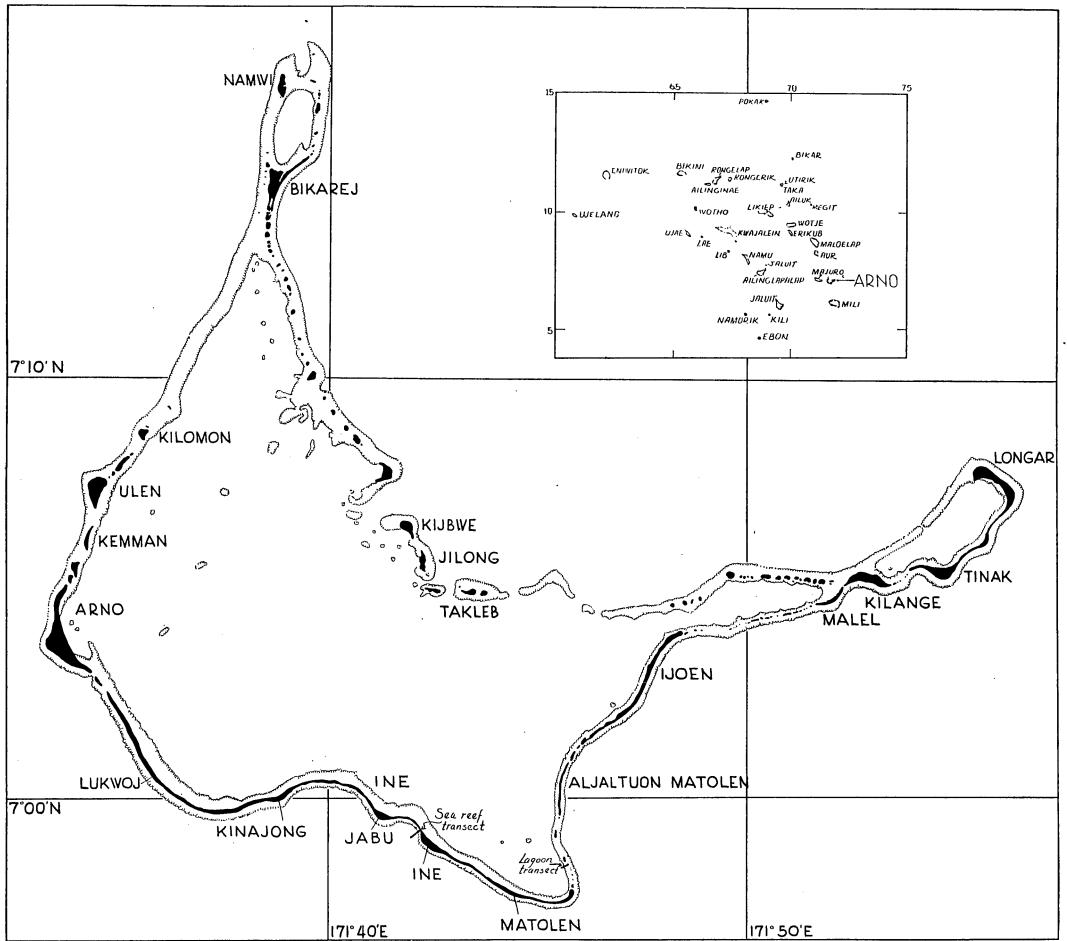 NAMWI
BIKAREJ
7°10'N
KILOMON
ULEN
KEMMAN
ARNO
LUKWOJ
7°00'N
KINAJONG
INE
JABU
Sea reef
transect
INE
MATOLEN
Lagoon
transect
ALJALTUON MATOLEN
IJOEN
MALEL
KILANGE
TINAK
LONGAR
KIJBWE
JILONG
TAKLEB
171°40'E
171°50'E
65
70
75
15
10
5
POKAK
BIKAR
ENIWITOK
BIKINI
RONGELAP
RONGERIK
AILINGINAE
UTIRIK
TAKA
AILUK
MEGIT
WELANG
WOTHO
LIKIEP
WOTJE
ERIKUB
UJAE
LAE
KWAJALEIN
MALOELAP
LIB
NAMU
AUR
JALUIT
AILINGLAPALAP
MAJURO
ARNO
JALUIT
MILI
NAMORIK
KILI
EBON